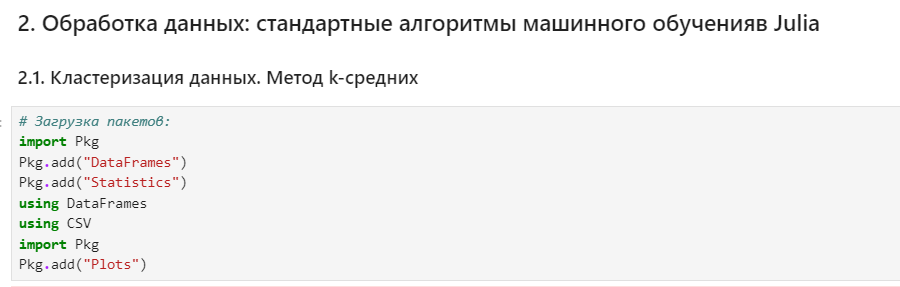 2. Обработка данных: стандартные алгоритмы машинного обученияв Julia
2.1. Кластеризация данных. Метод k-средних
# Загрузка пакетов:
import Pkg
Pkg.add("DataFrames")
Pkg.add("Statistics")
using DataFrames
using CSV
import Pkg
Pkg.add("Plots")